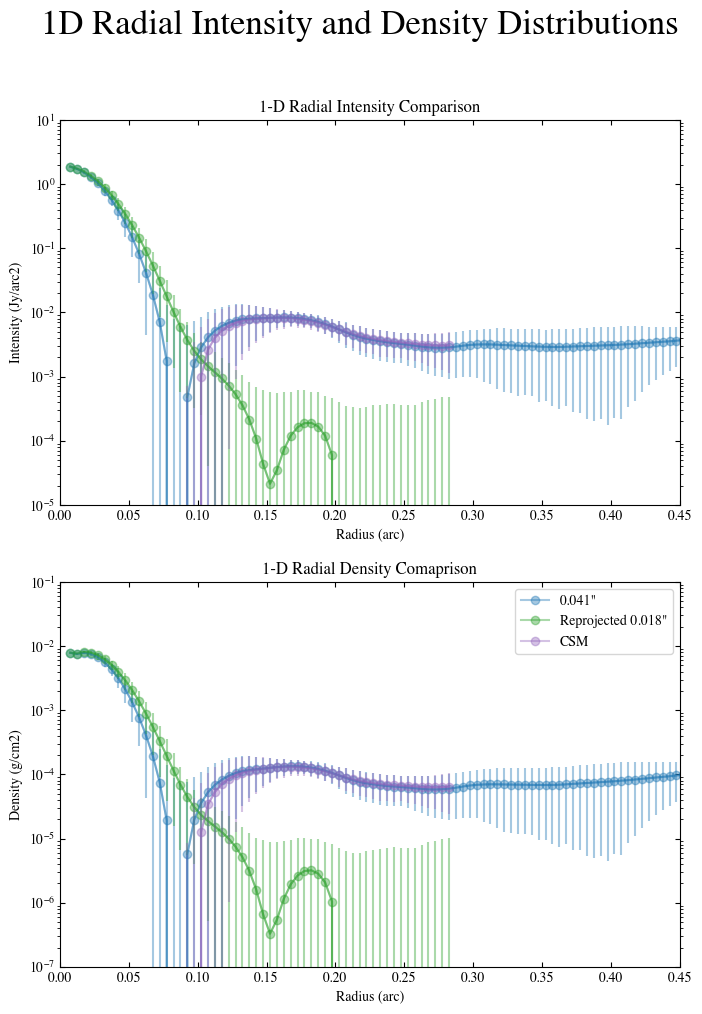 1D Radial Intensity and Density Distributions
1-D Radial Intensity Comparison
10^1
10^0
10^-1
10^-2
10^-3
10^-4
10^-5
Intensity (Jy/arc2)
0.00 0.05 0.10 0.15 0.20 0.25 0.30 0.35 0.40 0.45
Radius (arc)
1-D Radial Density Comaprison
10^-1
10^-2
10^-3
10^-4
10^-5
10^-6
10^-7
Density (g/cm2)
0.041"
Reprojected 0.018"
CSM
0.00 0.05 0.10 0.15 0.20 0.25 0.30 0.35 0.40 0.45
Radius (arc)